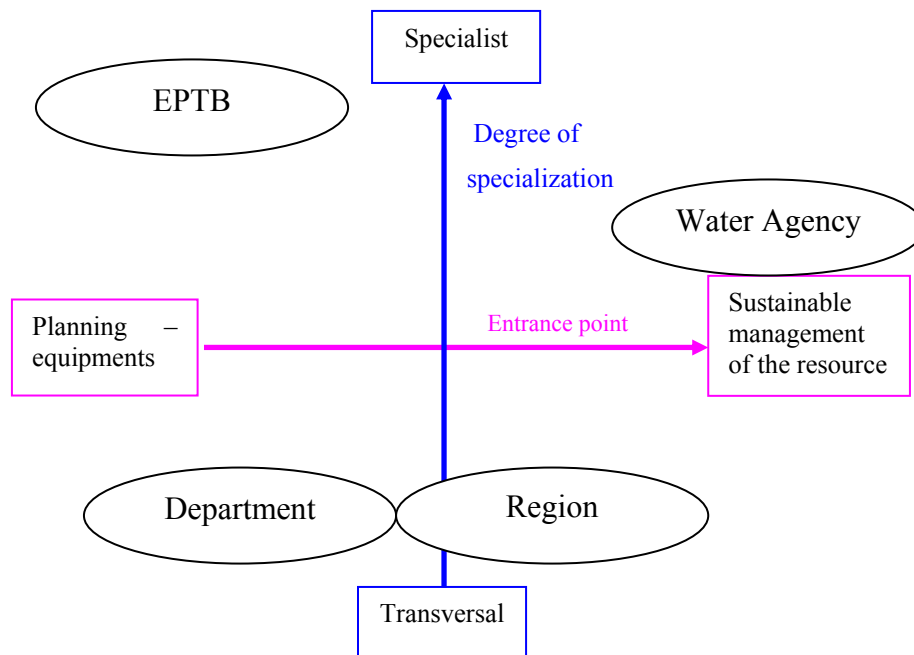 Specialist
EPTB
Degree of
specialization
Water Agency
Planning –
equipments
Entrance point
Sustainable
management
of the resource
Department
Region
Transversal